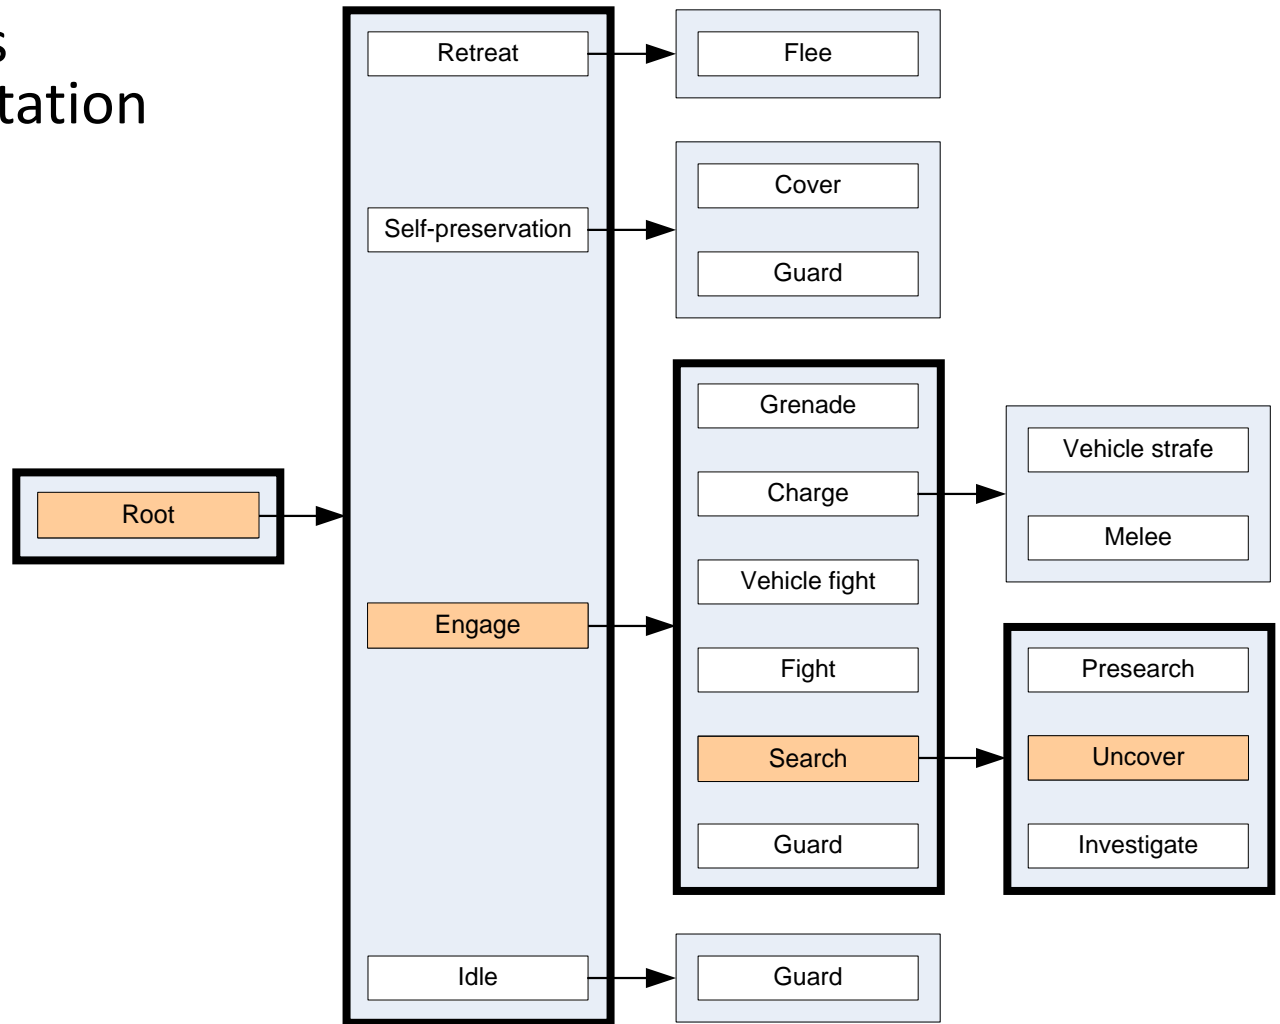 Retreat
Flee
Cover
Self-preservation
Guard
Grenade
Vehicle strafe
Charge
Root
Melee
Vehicle fight
Engage
Fight
Presearch
Search
Uncover
Guard
Investigate
Idle
Guard